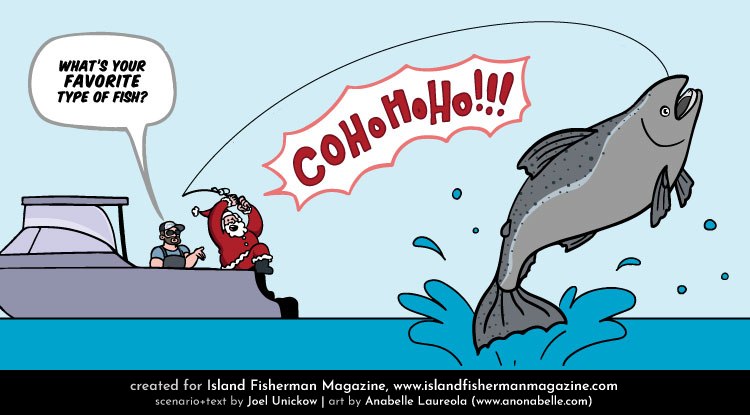 WHAT'S YOUR
FAVORITE
TYPE OF FISH?
COHOHOHO!!!
created for Island Fisherman Magazine, www.islandfishermanmagazine.com
scenario+text by Joel Unickow | art by Anabelle Laureola (www.anonabelle.com)